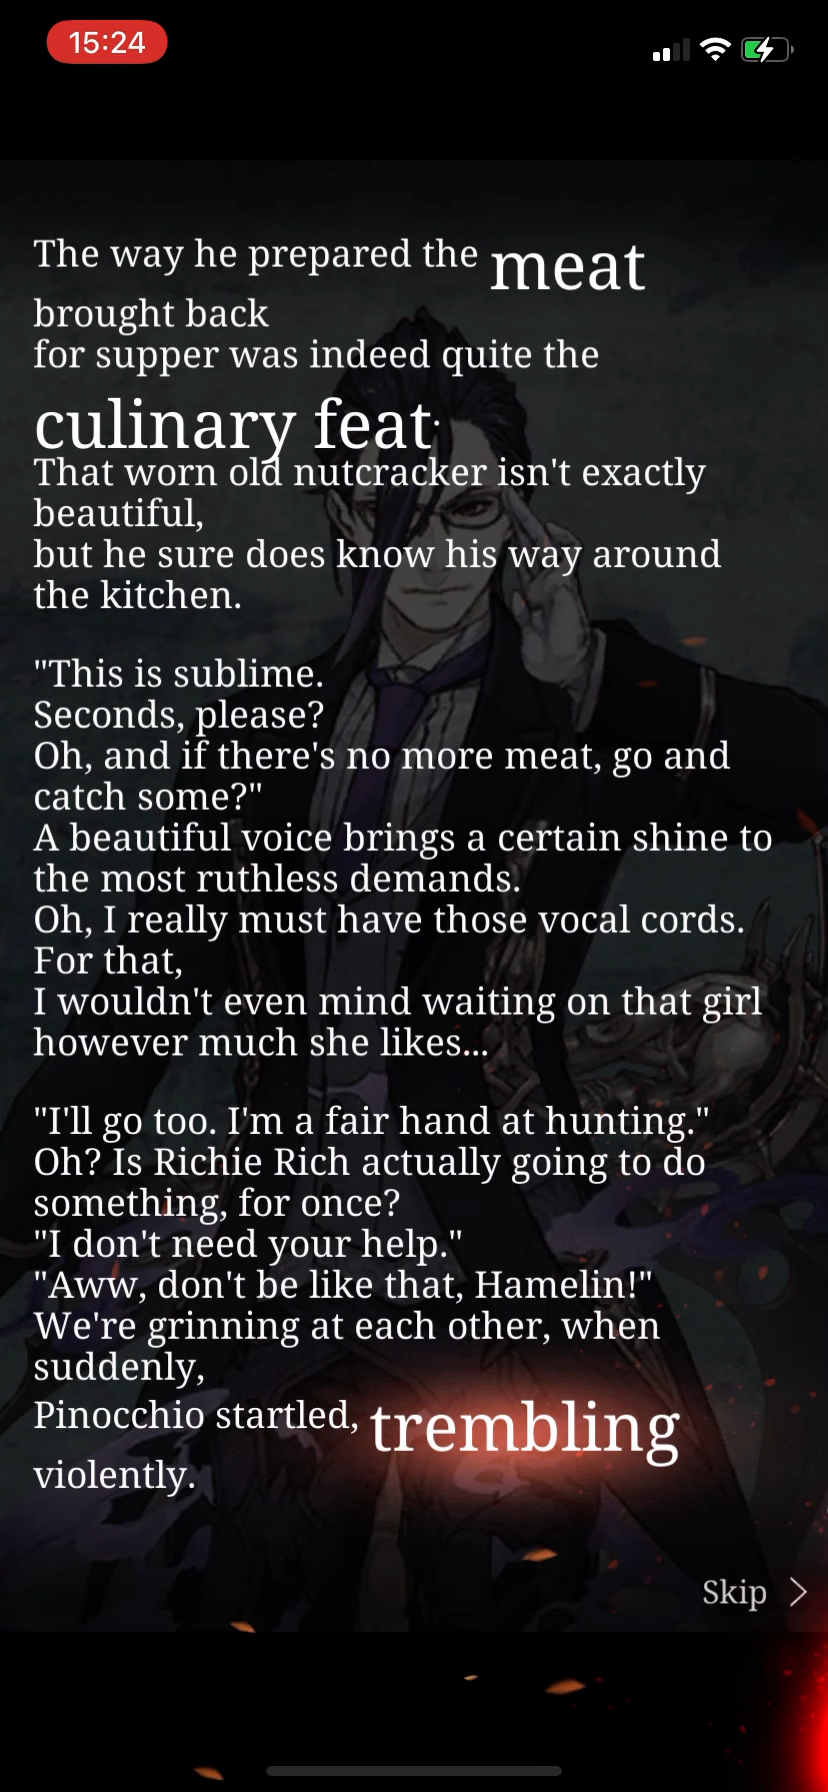 15:24
The way he prepared the meat
brought back
for supper was indeed quite the
culinary feat.
That worn old nutcracker isn't exactly
beautiful,
but he sure does know his way around
the kitchen.
"This is sublime.
Seconds, please?
Oh, and if there's no more meat, go and
catch some?"
A beautiful voice brings a certain shine to
the most ruthless demands.
Oh, I really must have those vocal cords.
For that,
I wouldn't even mind waiting on that girl
however much she likes...
"I'll go too. I'm a fair hand at hunting."
Oh? Is Richie Rich actually going to do
something, for once?
"I don't need your help."
"Aww, don't be like that, Hamelin!"
We're grinning at each other, when
suddenly,
Pinocchio startled, trembling
violently.
Skip